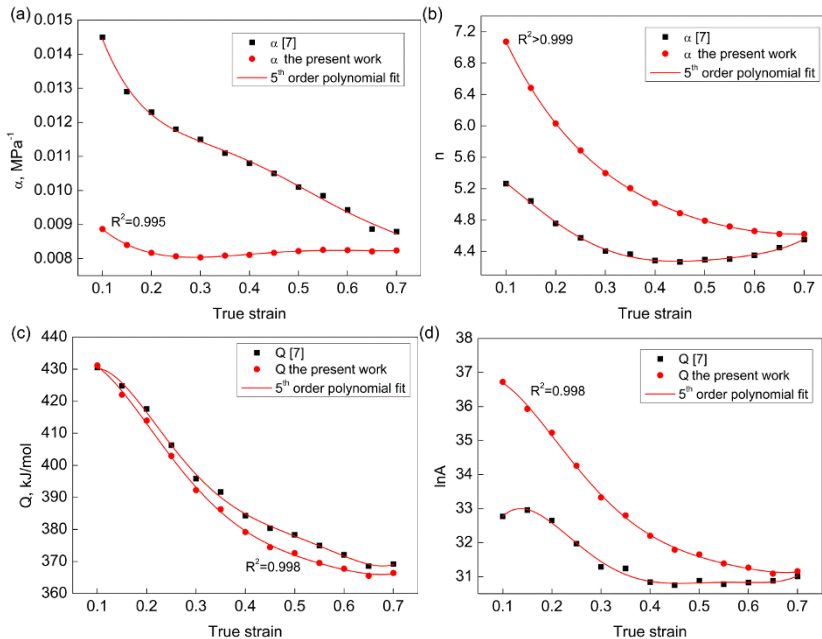 (a)
α [7]
α the present work
5th order polynomial fit
R2=0.995
α, MPa-1
0.015
0.014
0.013
0.012
0.011
0.010
0.009
0.008
0.1 0.2 0.3 0.4 0.5 0.6 0.7
True strain
(b)
R2>0.999
α [7]
α the present work
5th order polynomial fit
n
7.2
6.4
5.6
4.8
4.4
0.1 0.2 0.3 0.4 0.5 0.6 0.7
True strain
(c)
Q [7]
Q the present work
5th order polynomial fit
R2=0.998
Q, kJ/mol
430
440
420
410
400
390
380
370
360
0.1 0.2 0.3 0.4 0.5 0.6 0.7
True strain
(d)
Q [7]
Q the present work
5th order polynomial fit
R2=0.998
lnA
38
37
36
35
34
33
32
31
0.1 0.2 0.3 0.4 0.5 0.6 0.7
True strain